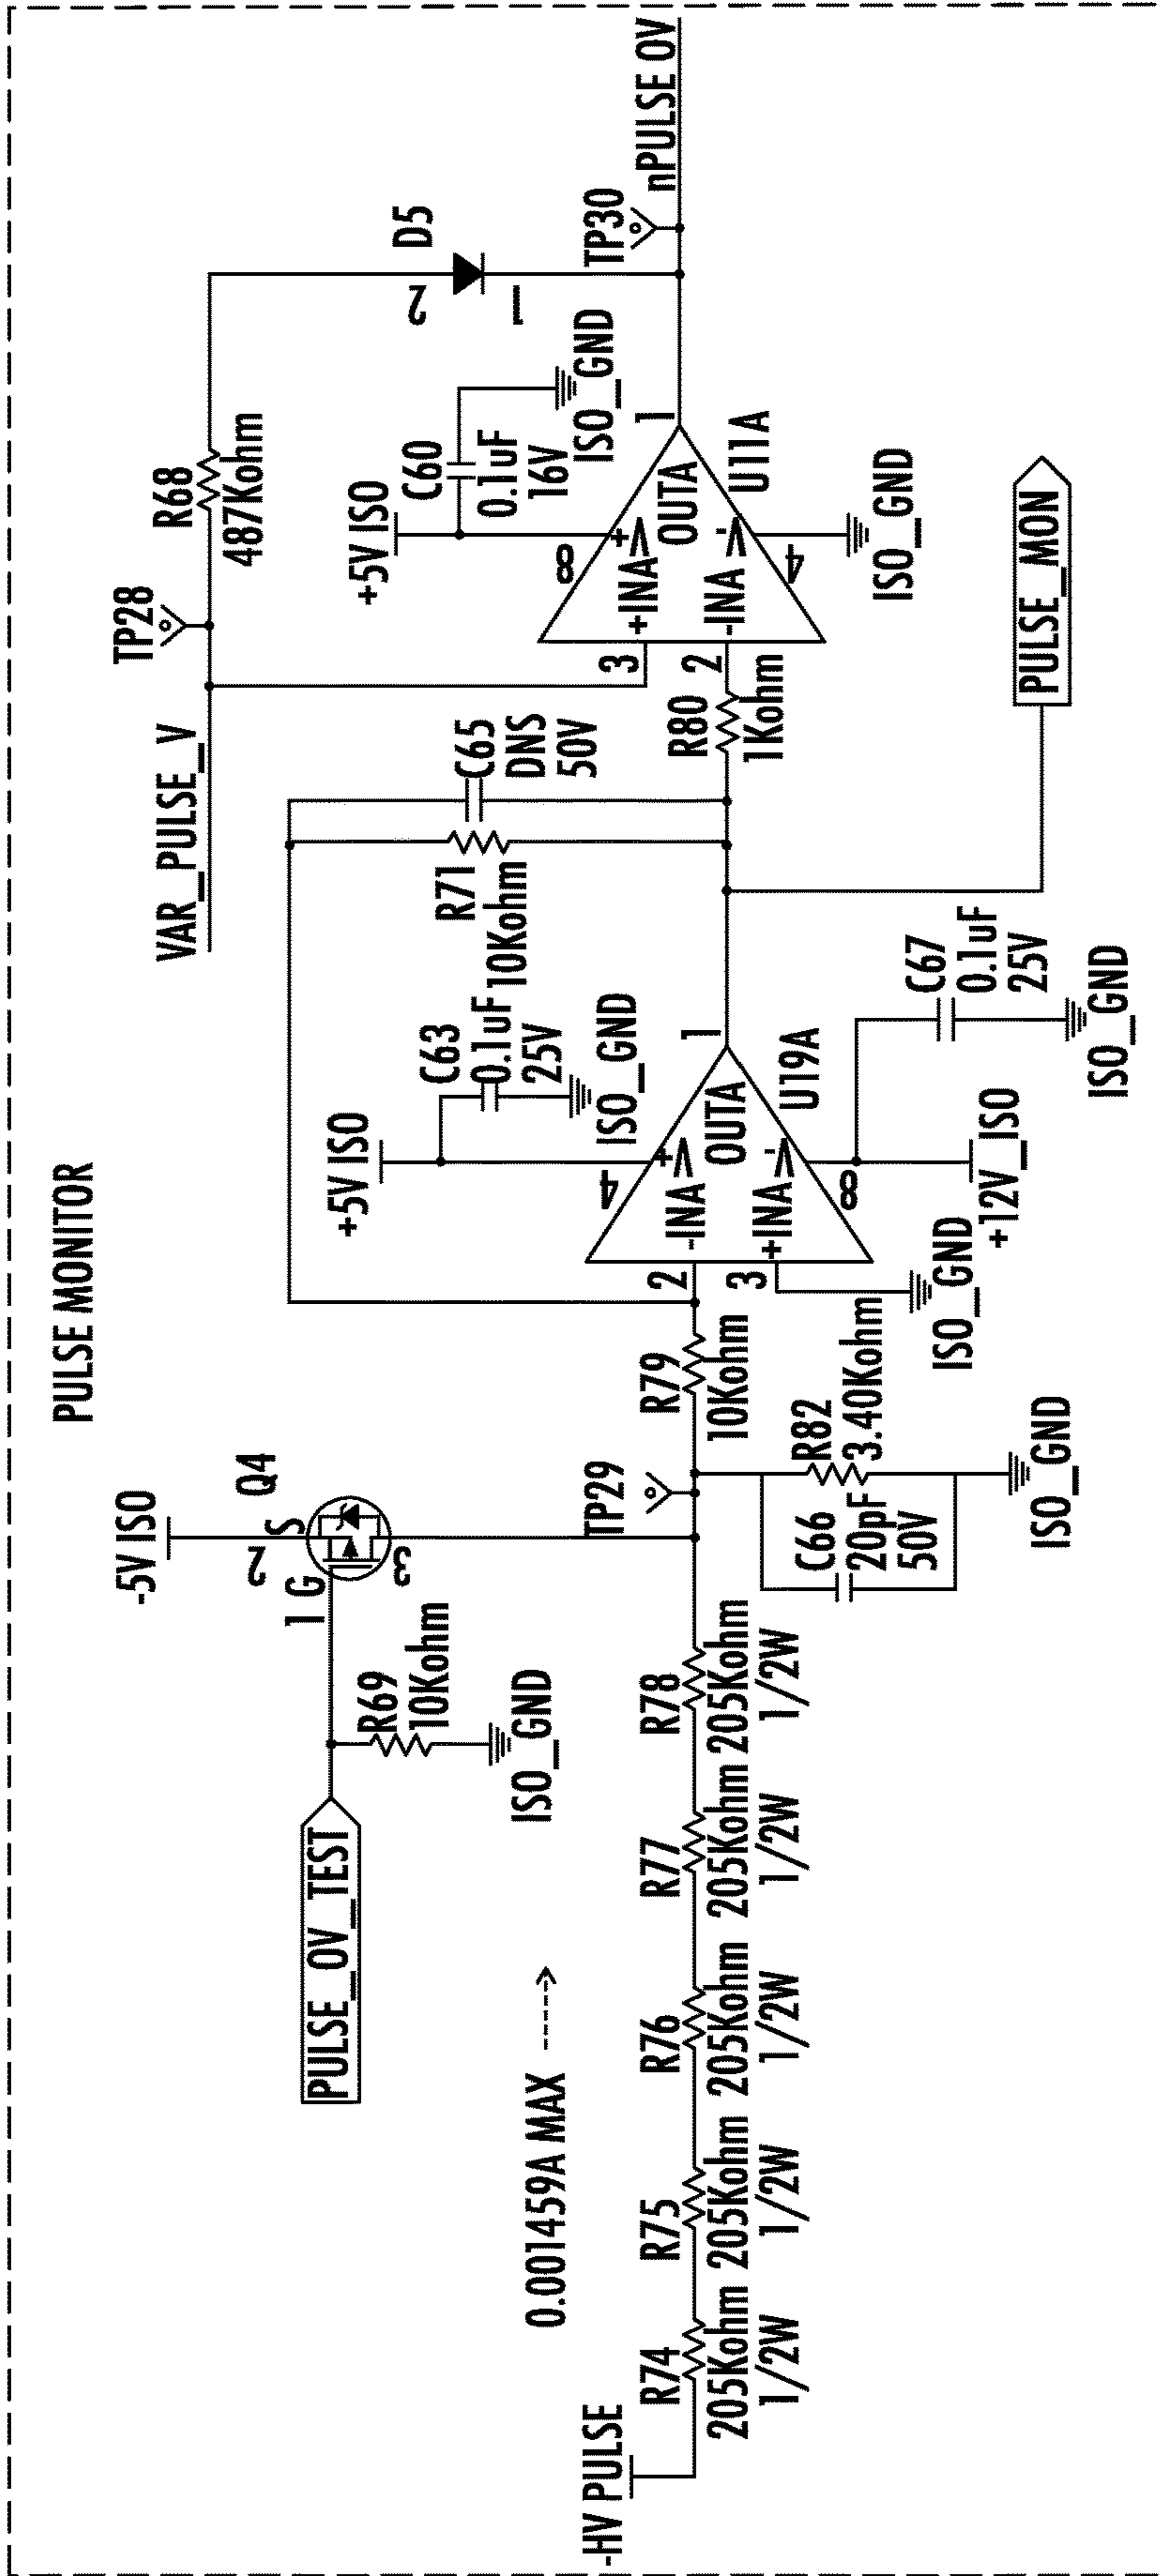 PULSE MONITOR
-HV PULSE
R74
205Kohm
1/2W
R75
205Kohm
1/2W
R76
205Kohm
1/2W
R77
205Kohm
1/2W
R78
205Kohm
1/2W
0.001459A MAX ---->
PULSE_OV_TEST
R69
10Kohm
ISO_GND
-5V ISO
Q4
2
S
1 G
3
TP29
C66
20pF
50V
R82
3.40Kohm
ISO_GND
R79
10Kohm
2
3
ISO_GND
+5V ISO
C63
0.1uF
25V
ISO_GND
4
-INA
+
OUTA
+INA
-
8
1
U19A
+12V_ISO
C67
0.1uF
25V
ISO_GND
R71
10Kohm
C65
DNS
50V
PULSE_MON
VAR_PULSE_V
TP28
R68
487Kohm
R80
1Kohm
3
2
+5V ISO
C60
0.1uF
16V
ISO_GND
8
+INA
+
OUTA
-INA
-
4
1
U11A
ISO_GND
D5
2
1
TP30
nPULSE OV